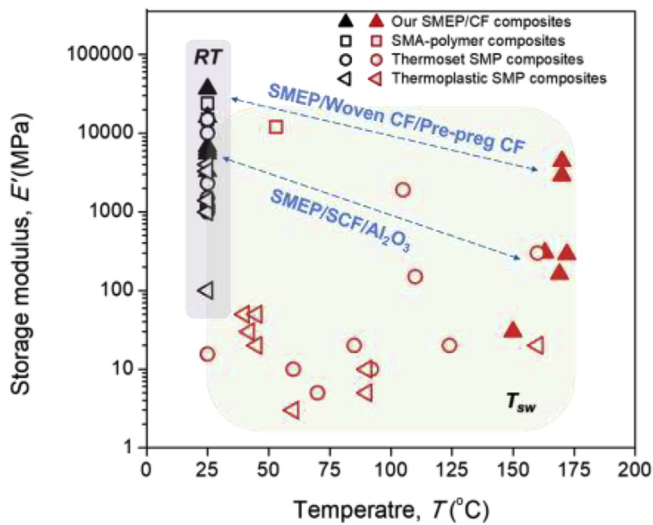 Our SMEP/CF composites
SMA-polymer composites
Thermoset SMP composites
Thermoplastic SMP composites
RT
SMEP/Woven CF/Pre-preg CF
SMEP/SCF/Al₂O₃
T_sw
Storage modulus, E'(MPa)
100000
10000
1000
100
10
1
0 25 50 75 100 125 150 175 200
Temperatre, T (°C)